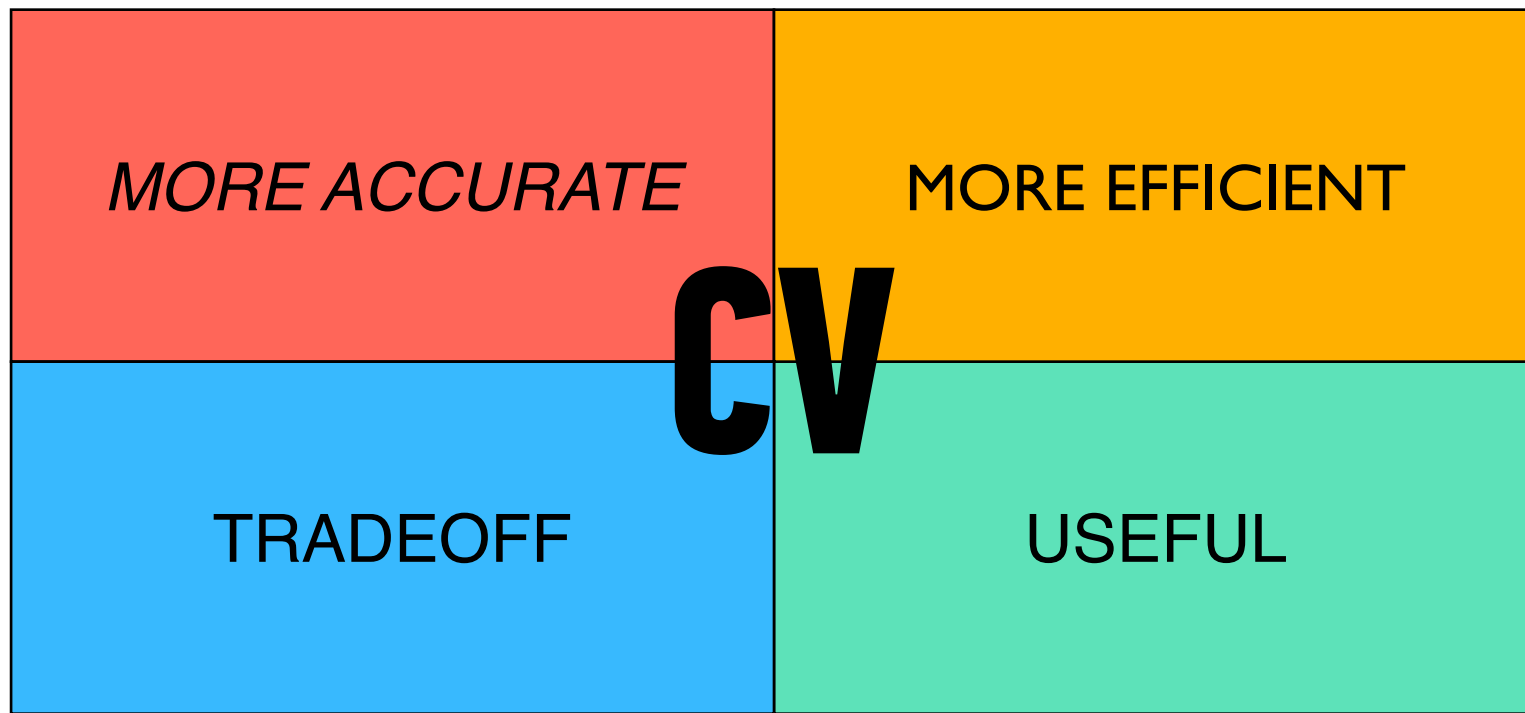 MORE ACCURATE
MORE EFFICIENT
CV
TRADEOFF
USEFUL